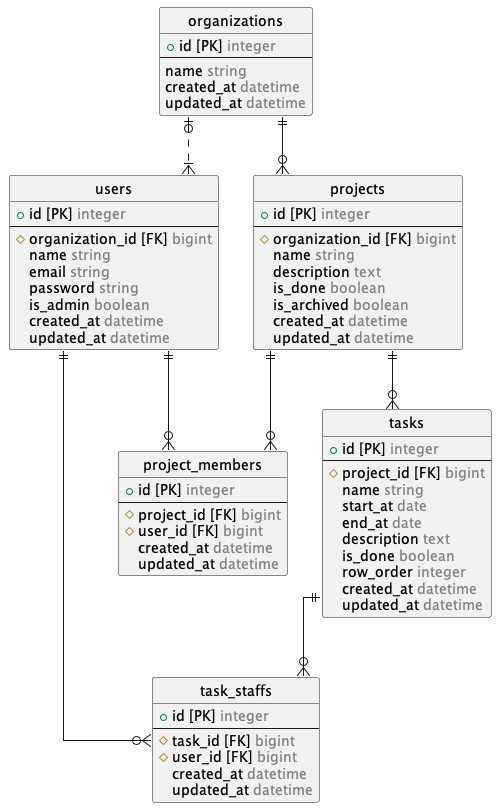 organizations
id [PK] integer
name string
created_at datetime
updated_at datetime
users
id [PK] integer
organization_id [FK] bigint
name string
email string
password string
is_admin boolean
created_at datetime
updated_at datetime
projects
id [PK] integer
organization_id [FK] bigint
name string
description text
is_done boolean
is_archived boolean
created_at datetime
updated_at datetime
project_members
id [PK] integer
project_id [FK] bigint
user_id [FK] bigint
created_at datetime
updated_at datetime
tasks
id [PK] integer
project_id [FK] bigint
name string
start_at date
end_at date
description text
is_done boolean
row_order integer
created_at datetime
updated_at datetime
task_staffs
id [PK] integer
task_id [FK] bigint
user_id [FK] bigint
created_at datetime
updated_at datetime